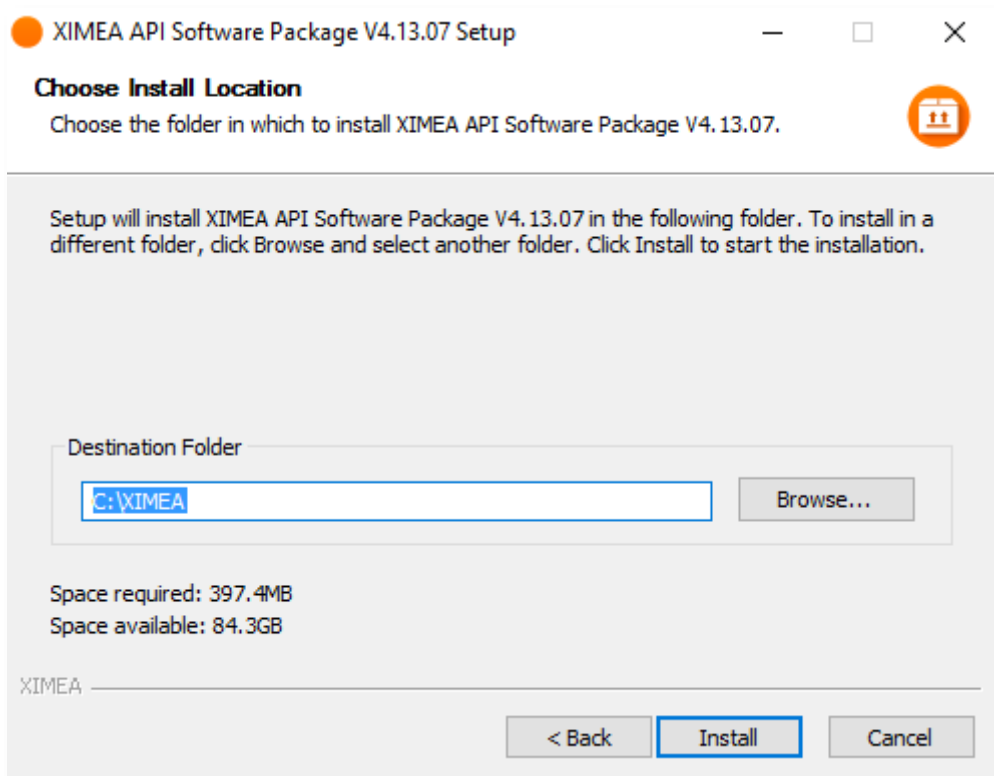 XIMEA API Software Package V4.13.07 Setup
Choose Install Location
Choose the folder in which to install XIMEA API Software Package V4.13.07.
Setup will install XIMEA API Software Package V4.13.07 in the following folder. To install in a
different folder, click Browse and select another folder. Click Install to start the installation.
Destination Folder
C:\XIMEA
Browse...
Space required: 397.4MB
Space available: 84.3GB
XIMEA
< Back
Install
Cancel